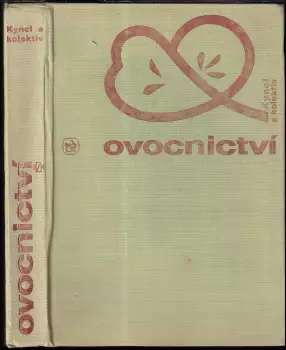 Kyncl a
kolektiv
ovocnictví
Kyncl
a kolektiv
ovocnictví